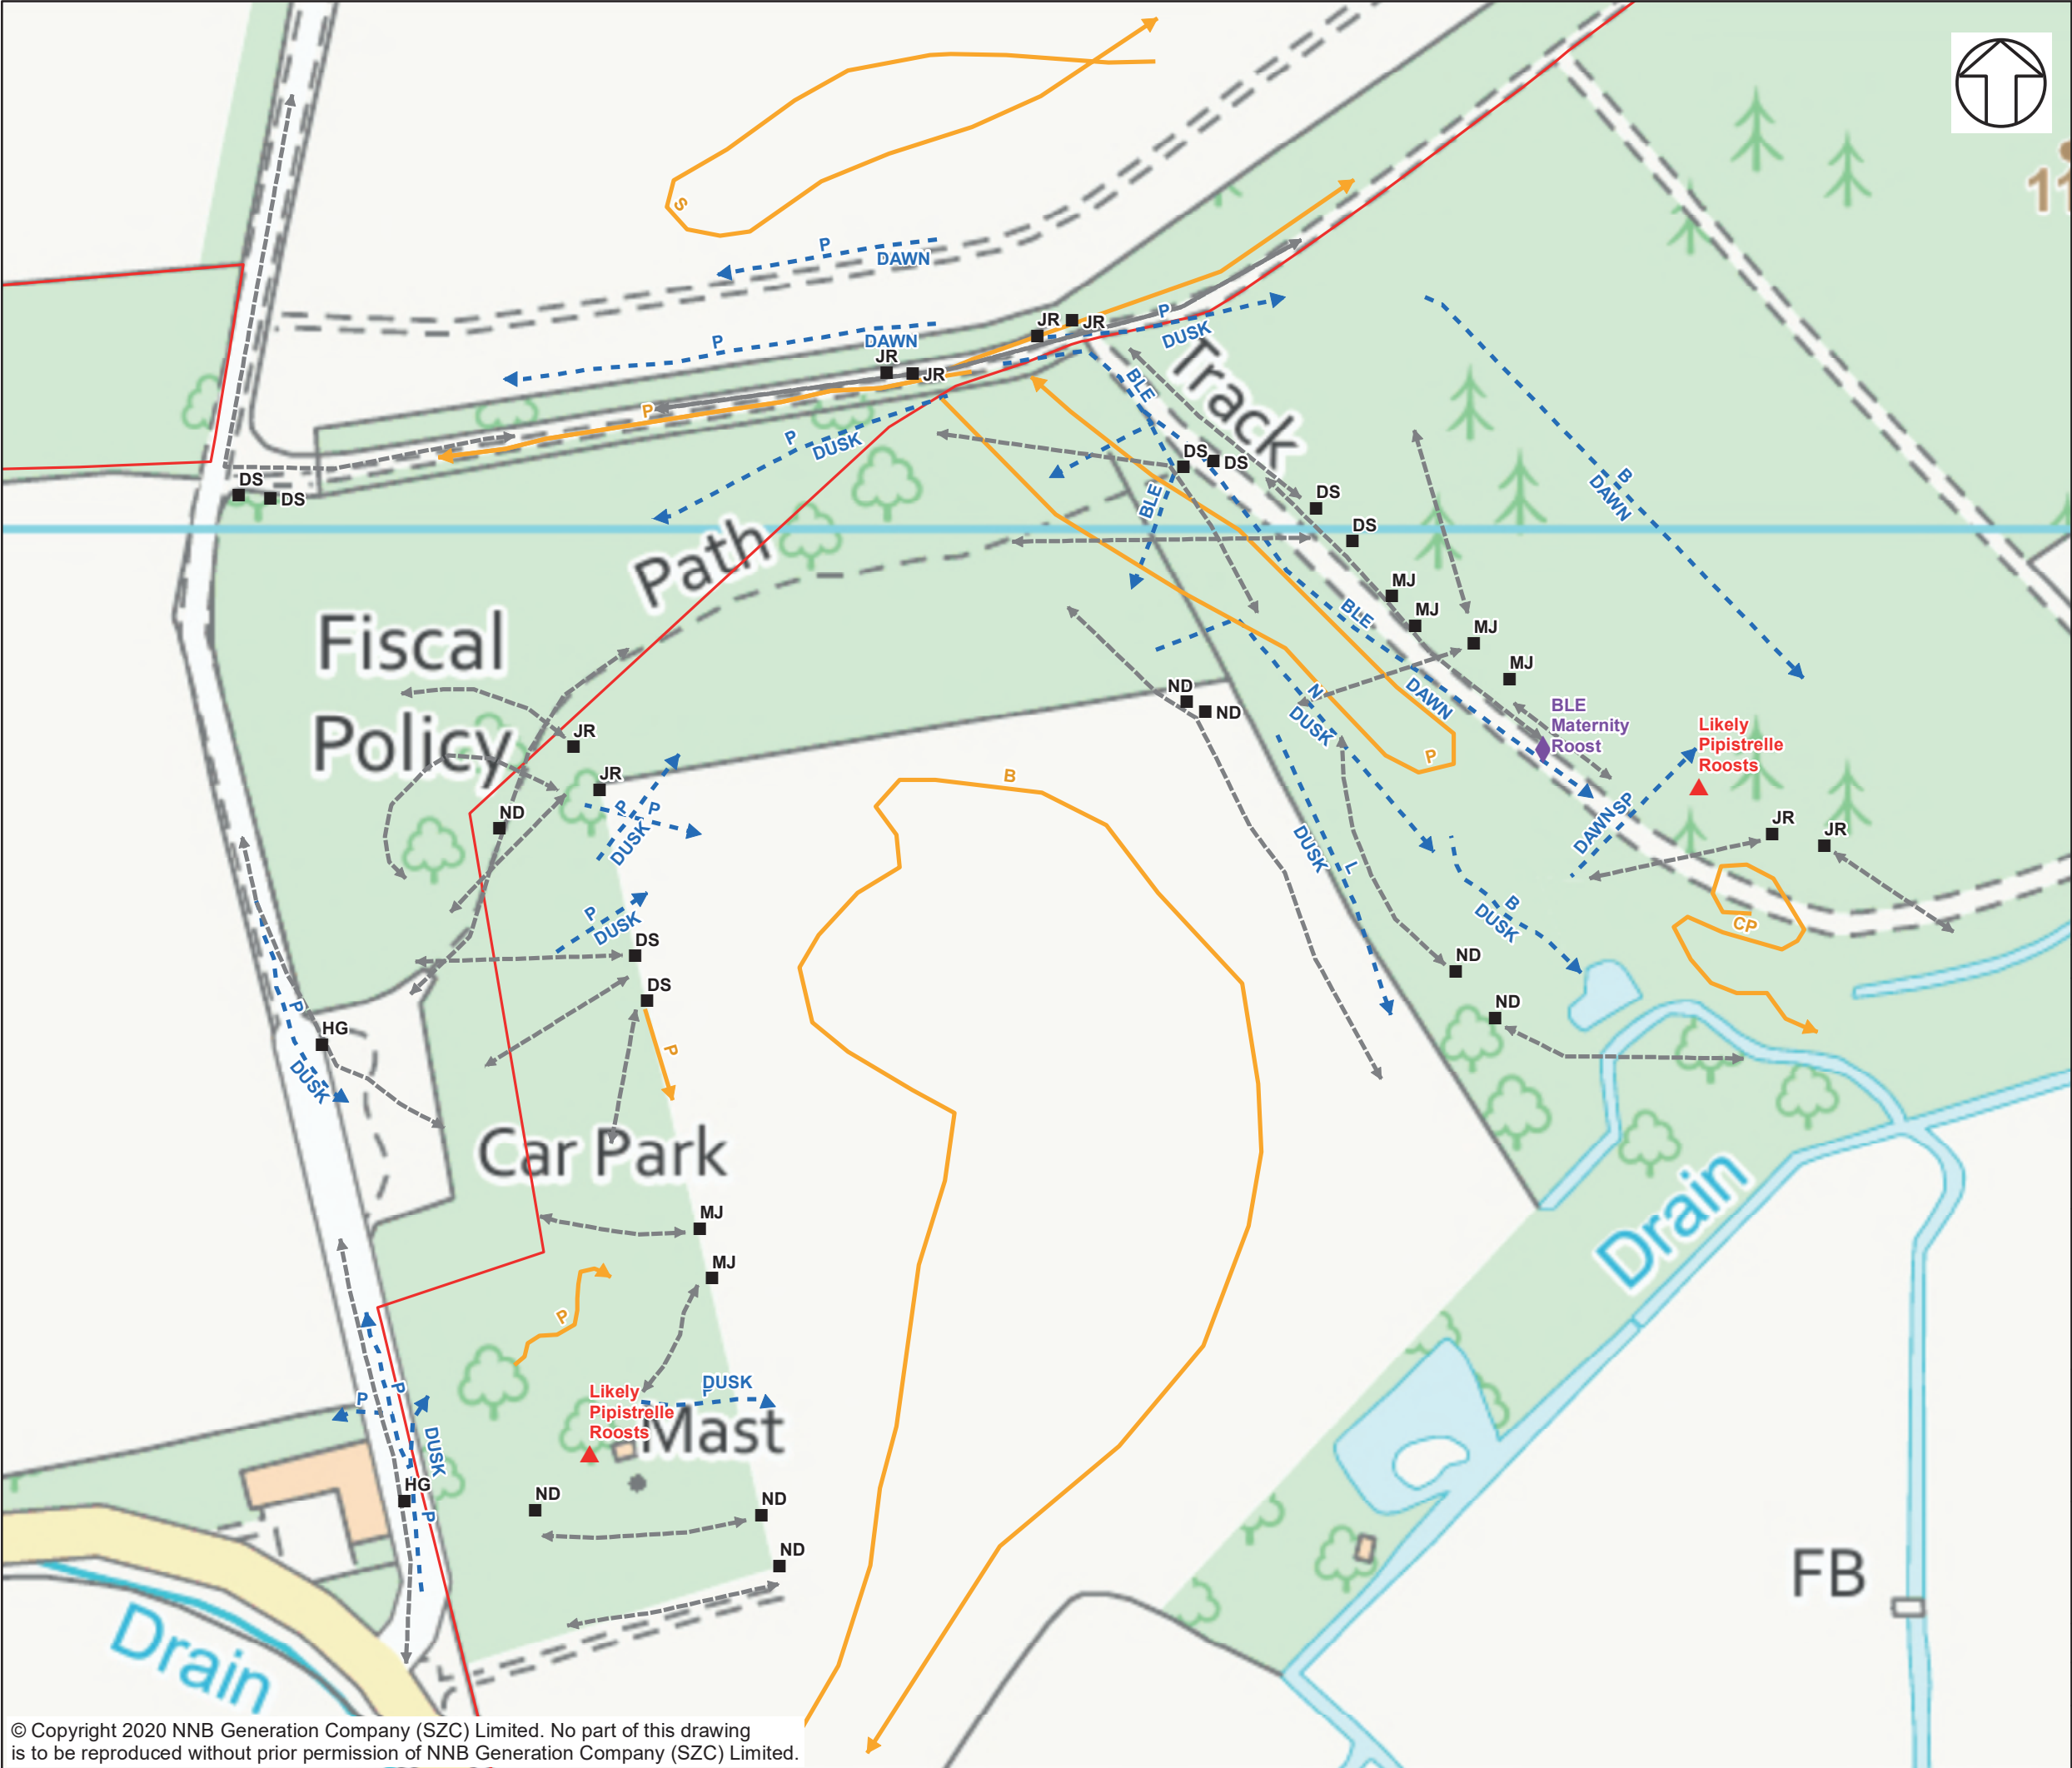 S
11
P
DAWN
P
DAWN
JR
JR
JR
JR
P
DUSK
Track
BLE
P
P
DUSK
DS
DS
DS
DS
BLE
DS
DS
B
DAWN
Path
Fiscal
Policy
MJ
MJ
MJ
MJ
BLE
DAWN
ND
ND
N
DUSK
P
BLE
Maternity
Roost
Likely
Pipistrelle
Roosts
JR
JR
ND
P
P
DUSK
B
DAWN SP
JR
JR
DUSK
L
B
DUSK
CP
P
DUSK
DS
DS
ND
ND
P
HG
DUSK
P
Car Park
MJ
MJ
Drain
P
Likely
Pipistrelle
Roosts
DUSK
P
Mast
P
P
DUSK
HG
P
ND
ND
ND
FB
Drain
© Copyright 2020 NNB Generation Company (SZC) Limited. No part of this drawing
is to be reproduced without prior permission of NNB Generation Company (SZC) Limited.